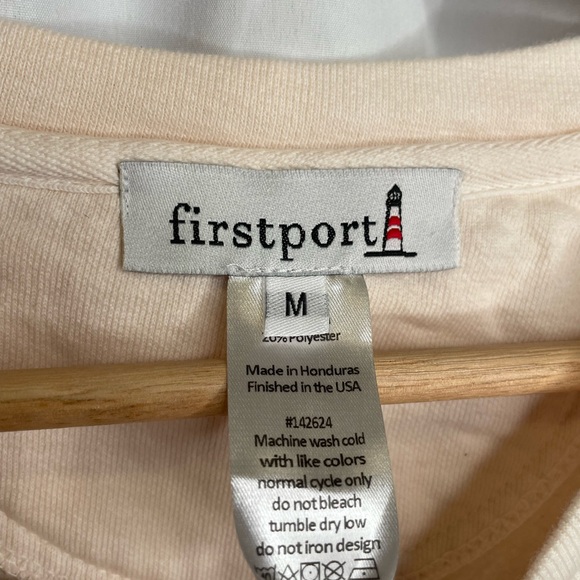 firstport
M
20% Polyester
Made in Honduras
Finished in the USA
#142624
Machine wash cold
with like colors
normal cycle only
do not bleach
tumble dry low
do not iron design